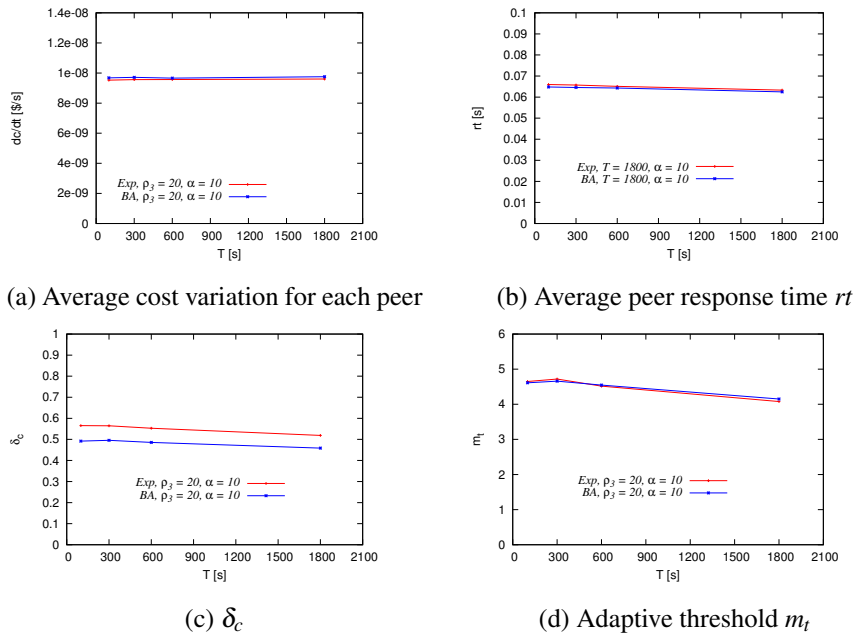 1.4e-08
1.2e-08
1e-08
8e-09
6e-09
4e-09
2e-09
0
dc/dt [$/s]
Exp, ρ3 = 20, α = 10
BA, ρ3 = 20, α = 10
0 300 600 900 1200 1500 1800 2100
T [s]
(a) Average cost variation for each peer
0.1
0.09
0.08
0.07
0.06
0.05
0.04
0.03
0.02
0.01
0
rt [s]
Exp, T = 1800, α = 10
BA, T = 1800, α = 10
0 300 600 900 1200 1500 1800 2100
T [s]
(b) Average peer response time rt
1
0.9
0.8
0.7
0.6
0.5
0.4
0.3
0.2
0.1
0
δc
Exp, ρ3 = 20, α = 10
BA, ρ3 = 20, α = 10
0 300 600 900 1200 1500 1800 2100
T [s]
(c) δc
6
5
4
3
2
1
0
mt
Exp, ρ3 = 20, α = 10
BA, ρ3 = 20, α = 10
0 300 600 900 1200 1500 1800 2100
T [s]
(d) Adaptive threshold mt